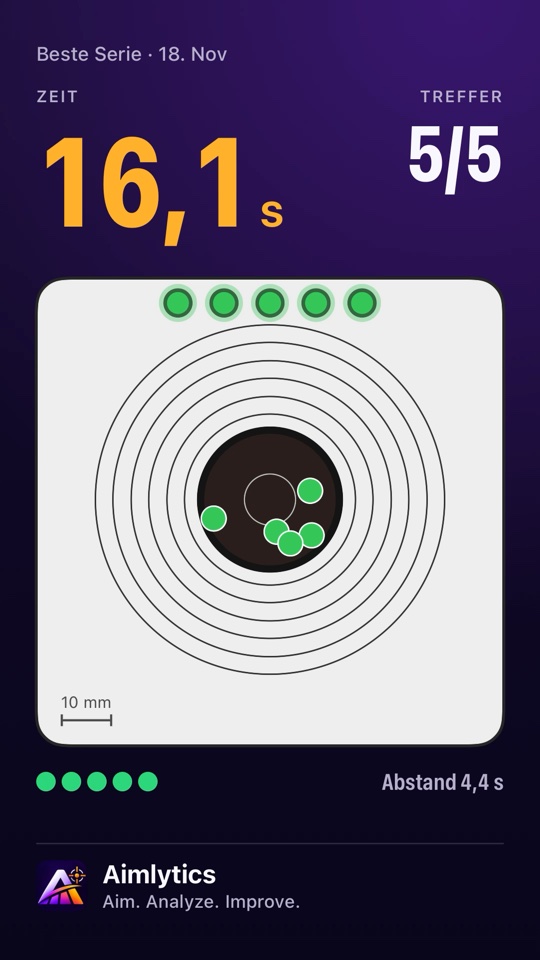 Beste Serie · 18. Nov
ZEIT
TREFFER
16,1 s
5/5
10 mm
Abstand 4,4 s
Aimlytics
Aim. Analyze. Improve.